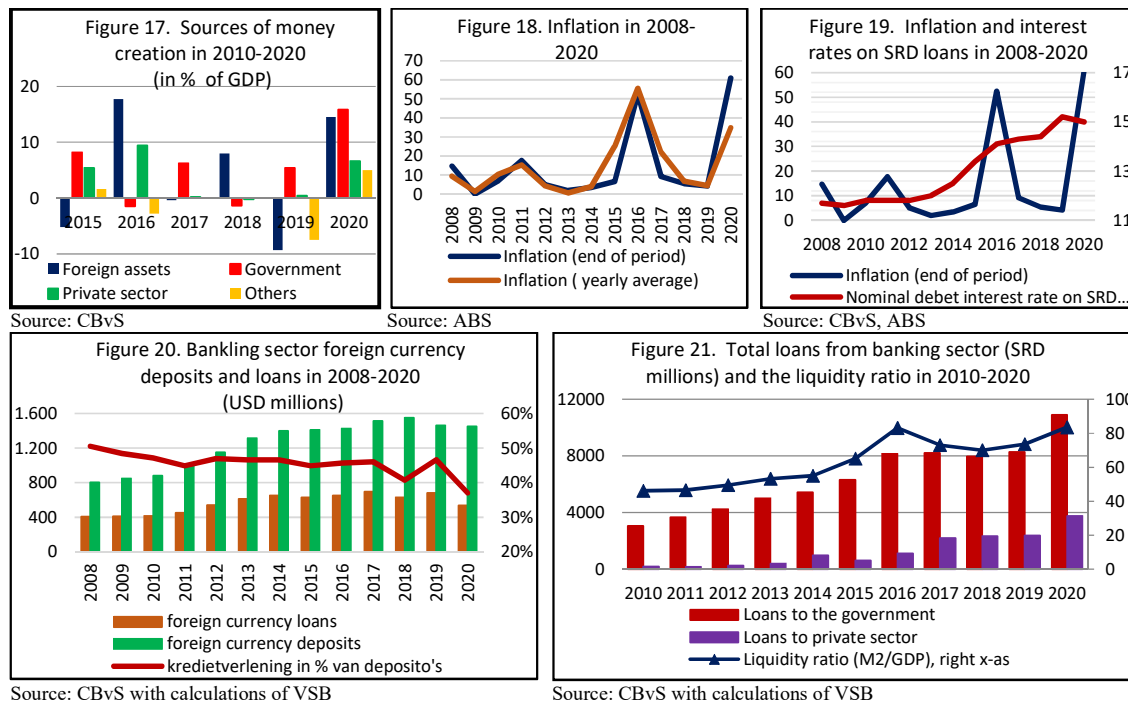 Figure 17. Sources of money
creation in 2010-2020
(in % of GDP)
20
10
0
-10
2015 2016 2017 2018 2019 2020
Foreign assets Government
Private sector Others
Source: CBvS
Figure 18. Inflation in 2008-
2020
70
60
50
40
30
20
10
0
2008 2009 2010 2011 2012 2013 2014 2015 2016 2017 2018 2019 2020
Inflation (end of period)
Inflation ( yearly average)
Source: ABS
Figure 19. Inflation and interest
rates on SRD loans in 2008-2020
60 17
50
40 15
30
20 13
10
0 11
2008 2010 2012 2014 2016 2018 2020
Inflation (end of period)
Nominal debet interest rate on SRD...
Source: CBvS, ABS
Figure 20. Bankling sector foreign currency
deposits and loans in 2008-2020
(USD millions)
1.600 60%
1.200 50%
800 40%
400 30%
0 20%
2008 2009 2010 2011 2012 2013 2014 2015 2016 2017 2018 2019 2020
foreign currency loans
foreign currency deposits
kredietverlening in % van deposito's
Source: CBvS with calculations of VSB
Figure 21. Total loans from banking sector (SRD
millions) and the liquidity ratio in 2010-2020
12000 100
80
8000 60
4000 40
20
0 0
2010 2011 2012 2013 2014 2015 2016 2017 2018 2019 2020
Loans to the government
Loans to private sector
Liquidity ratio (M2/GDP), right x-as
Source: CBvS with calculations of VSB